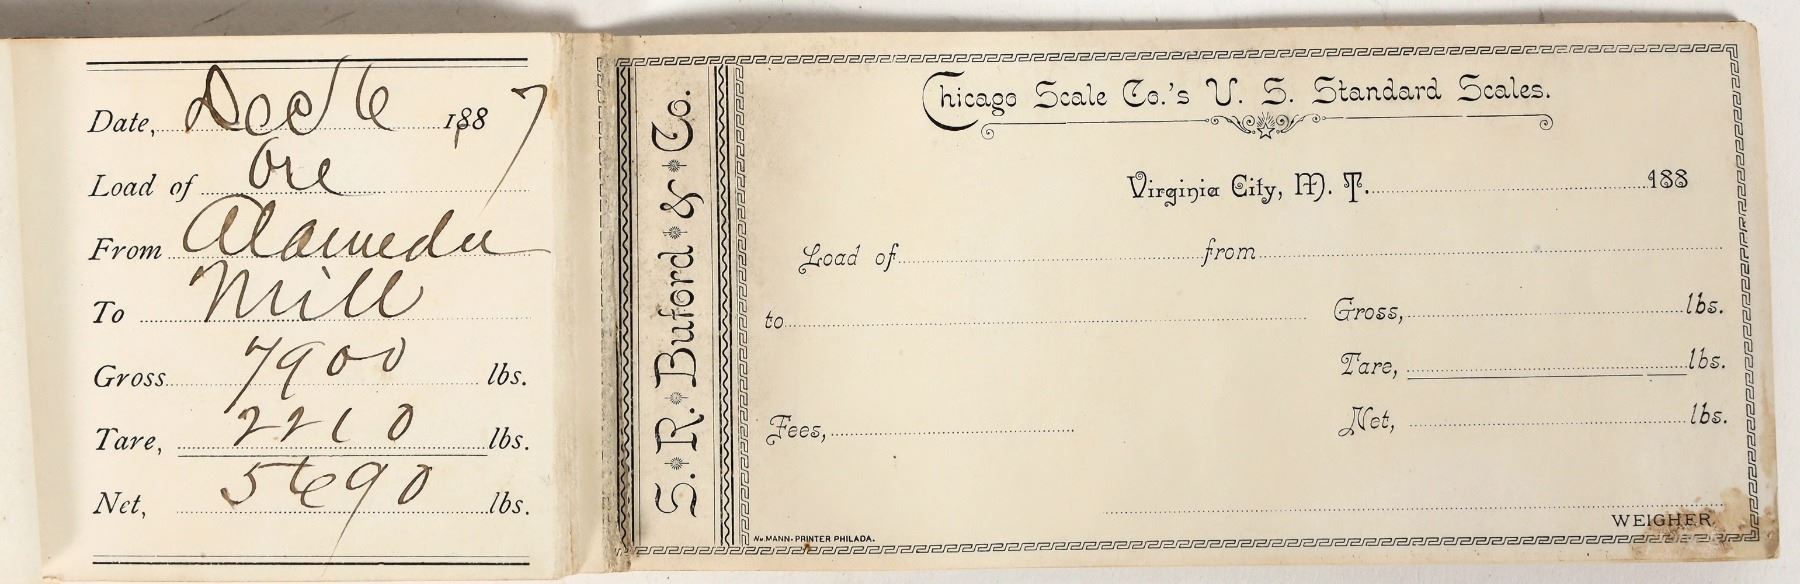 Date, Dec 6 1887
Load of Ore
From Alameda
To Mill
Gross 7900 lbs.
Tare, 2210 lbs.
Net, 5690 lbs.
S. R. Buford & Co.
Chicago Scale Co.'s U. S. Standard Scales.
Virginia City, M. T. 188
Load of from
to Gross, lbs.
Tare, lbs.
Fees, Net, lbs.
WEIGHER.
Wm. MANN. PRINTER PHILADA.